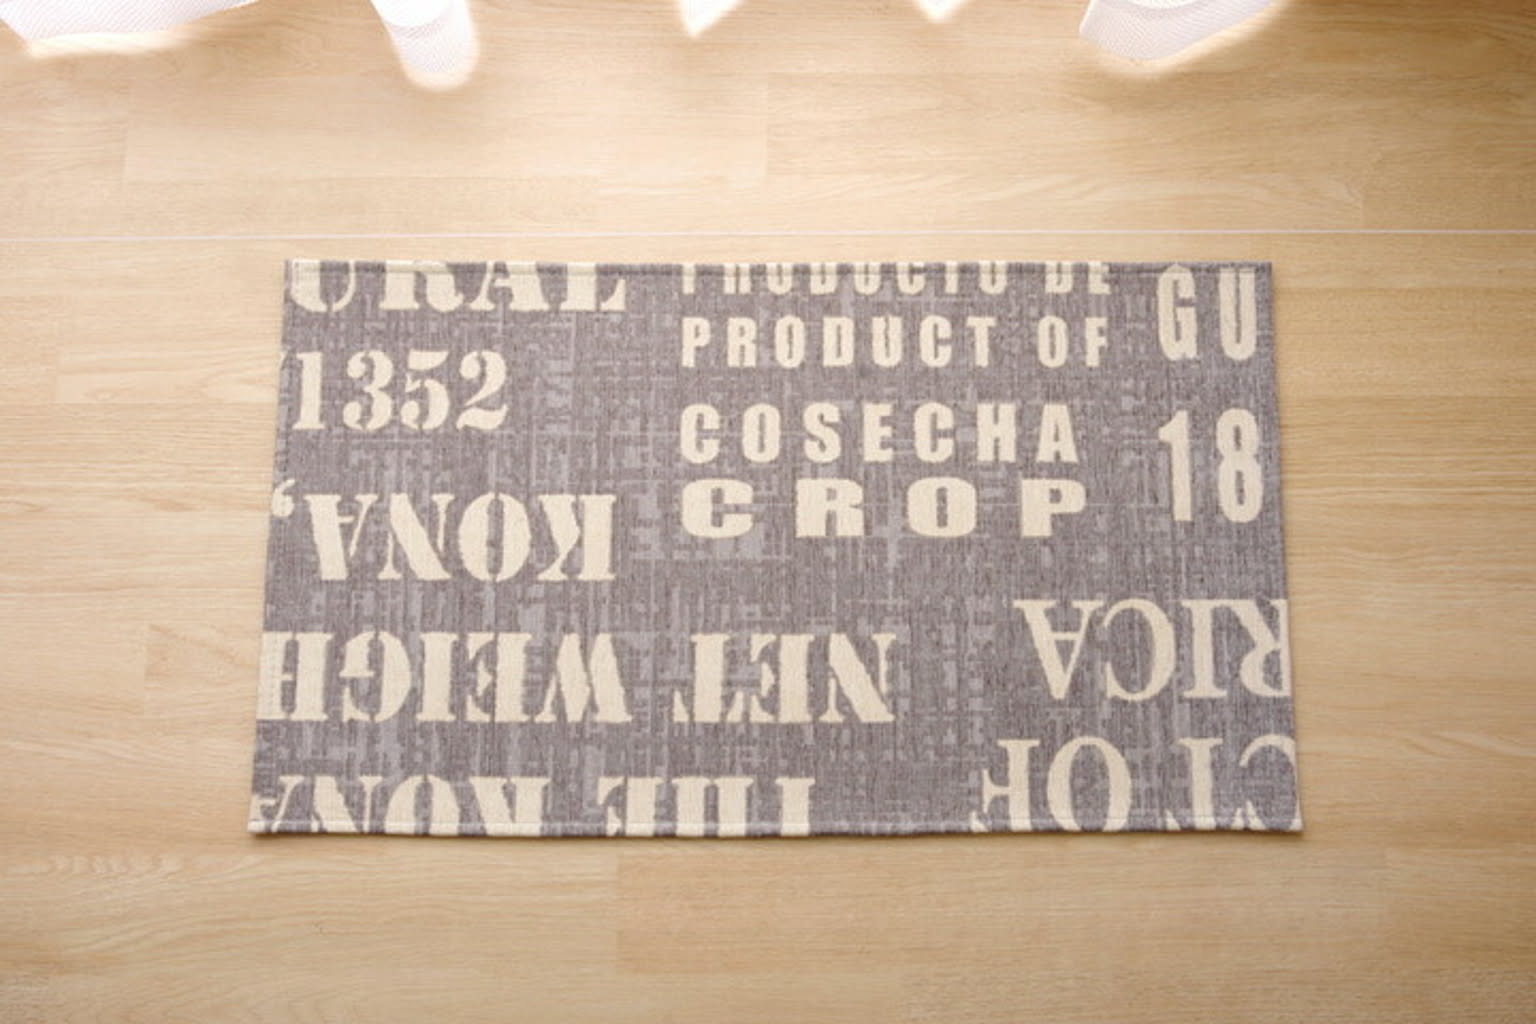 URAL
1352
PRODUCTO DE
PRODUCT OF
COSECHA
CROP
GU
18
KONA,
NET WEIGH
THE KONA
RICA
CT OF